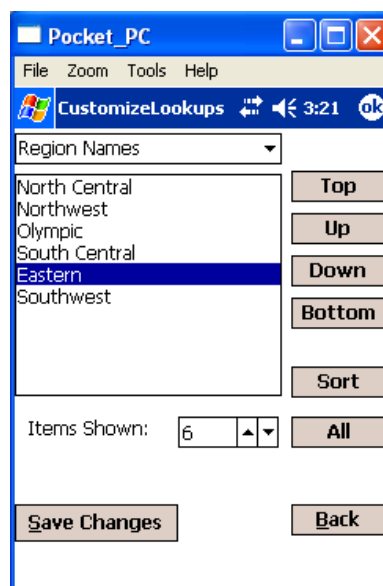 Pocket_PC
File Zoom Tools Help
CustomizeLookups 3:21 ok
Region Names
North Central
Northwest
Olympic
South Central
Eastern
Southwest
Top
Up
Down
Bottom
Sort
Items Shown: 6 All
Save Changes Back